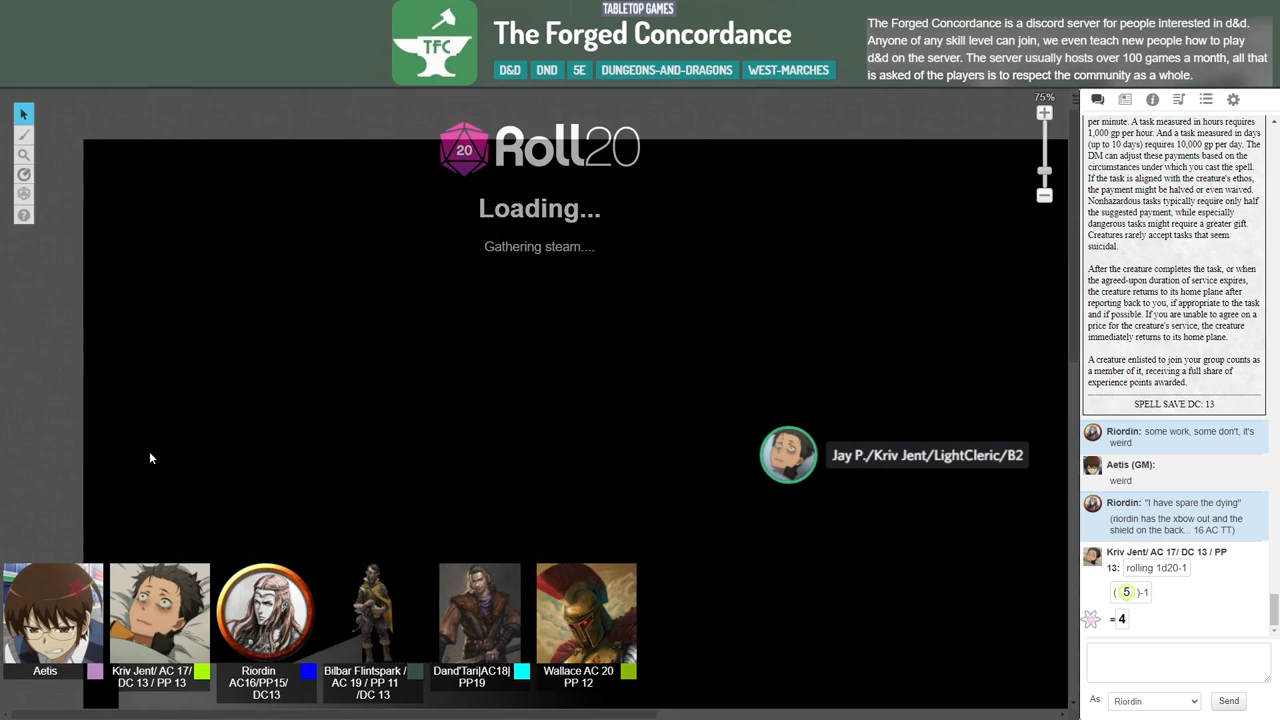 TABLETOP GAMES
The Forged Concordance
D&D DND 5E DUNGEONS-AND-DRAGONS WEST-MARCHES
TFC
The Forged Concordance is a discord server for people interested in d&d.
Anyone of any skill level can join, we even teach new people how to play
d&d on the server. The server usually hosts over 100 games a month, all that
is asked of the players is to respect the community as a whole.
75%
20
Roll20
Loading...
Gathering steam....
Jay P./Kriv Jent/LightCleric/B2
Aetis
Kriv Jent/ AC 17/
DC 13 / PP 13
Riordin
AC16/PP15/
DC13
Bilbar Flintspark /
AC 19 / PP 11
/DC 13
Dand'Tari|AC18|
PP19
Wallace AC 20
PP 12
per minute. A task measured in hours requires
1,000 gp per hour. And a task measured in days
(up to 10 days) requires 10,000 gp per day. The
DM can adjust these payments based on the
circumstances under which you cast the spell.
If the task is aligned with the creature's ethos,
the payment might be halved or even waived.
Nonhazardous tasks typically require only half
the suggested payment, while especially
dangerous tasks might require a greater gift.
Creatures rarely accept tasks that seem
suicidal.
After the creature completes the task, or when
the agreed-upon duration of service expires,
the creature returns to its home plane after
reporting back to you, if appropriate to the task
and if possible. If you are unable to agree on a
price for the creature's service, the creature
immediately returns to its home plane.
A creature enlisted to join your group counts as
a member of it, receiving a full share of
experience points awarded.
SPELL SAVE DC: 13
Riordin: some work, some don't, it's
weird
Aetis (GM):
weird
Riordin: "I have spare the dying"
(riordin has the xbow out and the
shield on the back... 16 AC TT)
Kriv Jent/ AC 17/ DC 13 / PP
13: rolling 1d20-1
(5)-1
=4
As: Riordin Send